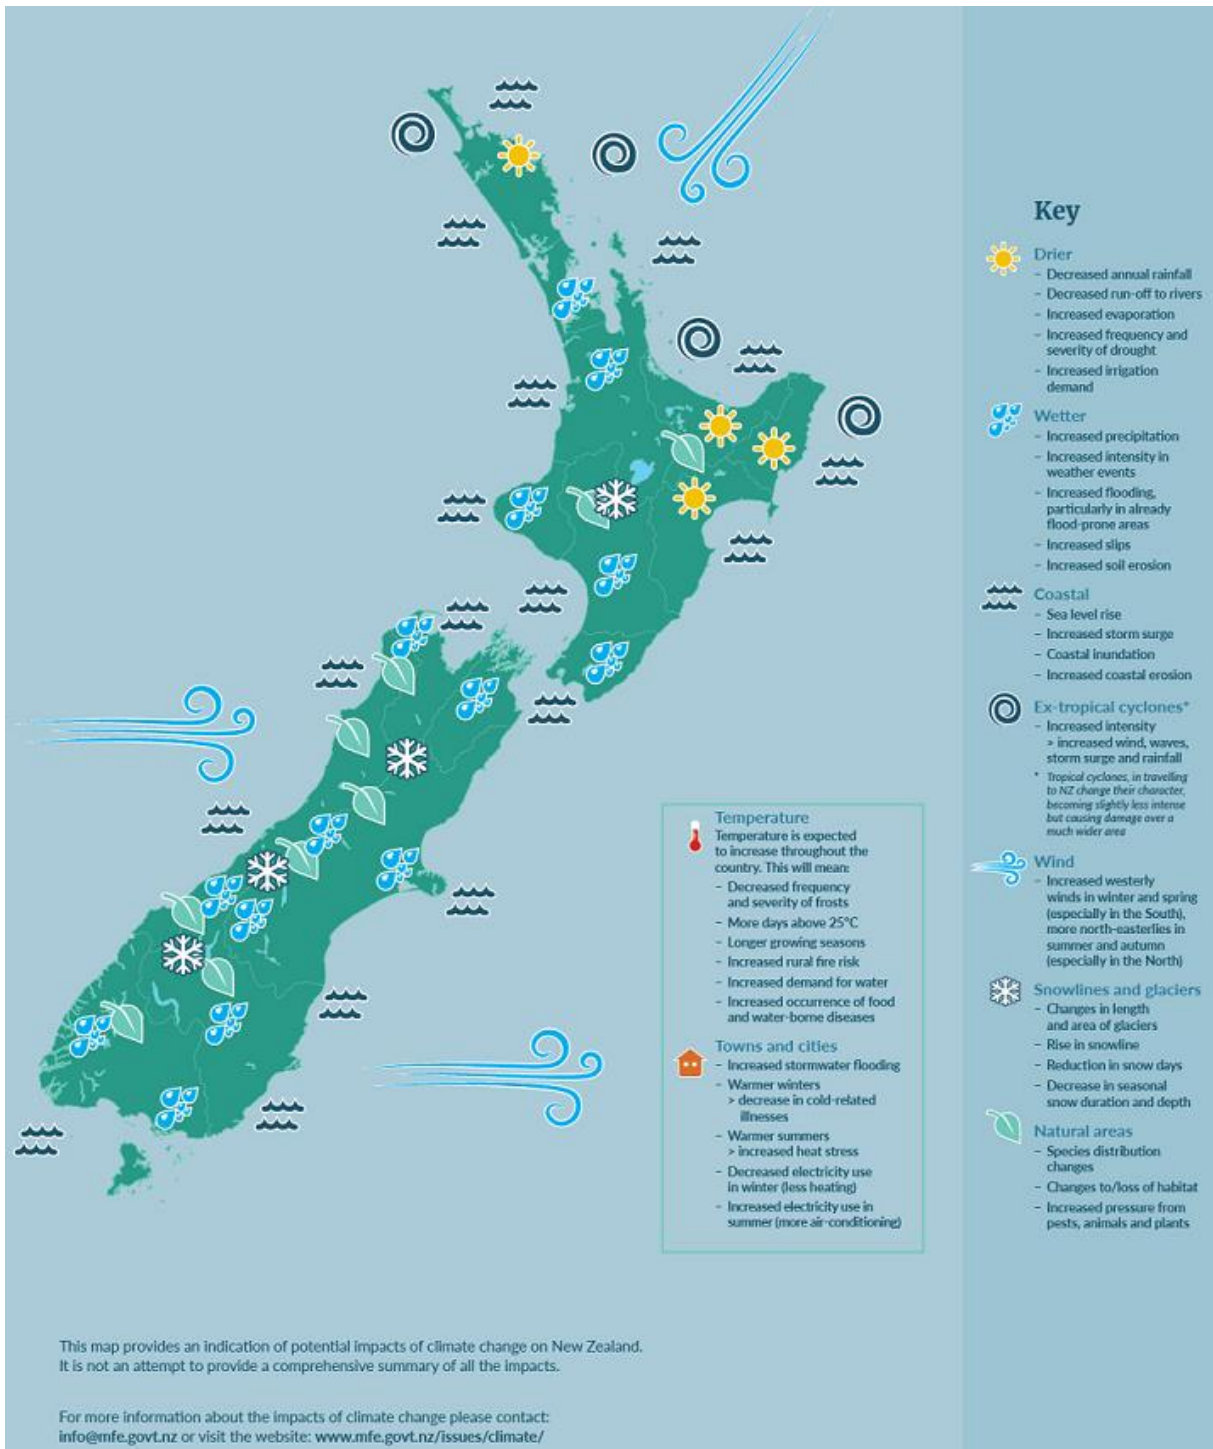 Key
Drier
– Decreased annual rainfall
– Decreased run-off to rivers
– Increased evaporation
– Increased frequency and
severity of drought
– Increased irrigation
demand
Wetter
– Increased precipitation
– Increased intensity in
weather events
– Increased flooding,
particularly in already
flood-prone areas
– Increased slips
– Increased soil erosion
Coastal
– Sea level rise
– Increased storm surge
– Coastal inundation
– Increased coastal erosion
Ex-tropical cyclones*
– Increased intensity
> increased wind, waves,
storm surge and rainfall
* Tropical cyclones, in travelling
to NZ change their character,
becoming slightly less intense
but causing damage over a
much wider area
Wind
– Increased westerly
winds in winter and spring
(especially in the South),
more north-easterlies in
summer and autumn
(especially in the North)
Snowlines and glaciers
– Changes in length
and area of glaciers
– Rise in snowline
– Reduction in snow days
– Decrease in seasonal
snow duration and depth
Natural areas
– Species distribution
changes
– Changes to/loss of habitat
– Increased pressure from
pests, animals and plants
Temperature
Temperature is expected
to increase throughout the
country. This will mean:
– Decreased frequency
and severity of frosts
– More days above 25°C
– Longer growing seasons
– Increased rural fire risk
– Increased demand for water
– Increased occurrence of food
and water-borne diseases
Towns and cities
– Increased stormwater flooding
– Warmer winters
> decrease in cold-related
illnesses
– Warmer summers
> increased heat stress
– Decreased electricity use
in winter (less heating)
– Increased electricity use in
summer (more air-conditioning)
This map provides an indication of potential impacts of climate change on New Zealand.
It is not an attempt to provide a comprehensive summary of all the impacts.
For more information about the impacts of climate change please contact:
info@mfe.govt.nz or visit the website: www.mfe.govt.nz/issues/climate/